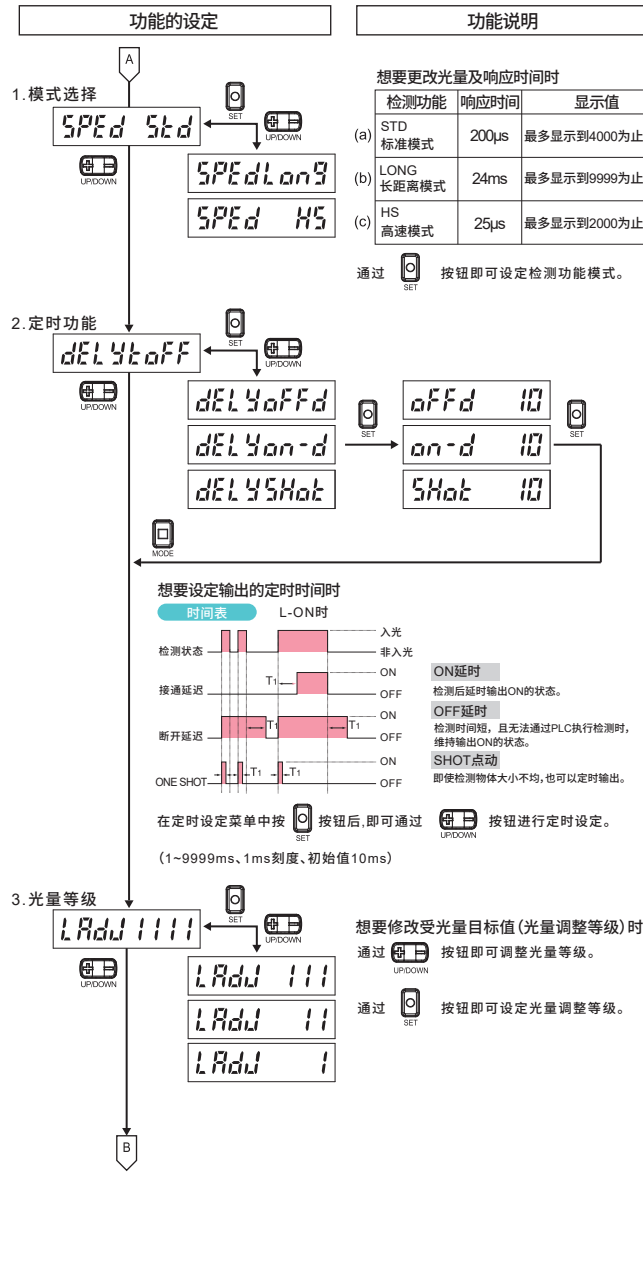 功能的设定
功能说明
A
1.模式选择
SPEd Std
SET
UP/DOWN
UP/DOWN
SPEdLong
SPEd HS
想要更改光量及响应时间时
检测功能 响应时间 显示值
(a) STD 标准模式 200μs 最多显示到4000为止
(b) LONG 长距离模式 24ms 最多显示到9999为止
(c) HS 高速模式 25μs 最多显示到2000为止
通过 SET 按钮即可设定检测功能模式。
2.定时功能
dELYtoFF
SET
UP/DOWN
UP/DOWN
dELYoFFd
dELYon-d
dELYSHot
SET
oFFd 10
on-d 10
SHot 10
SET
MODE
想要设定输出的定时时间时
时间表 L-ON时
检测状态 入光
非入光
接通延迟 T1 ON
OFF
断开延迟 T1 T1 ON
OFF
ONE SHOT T1 T1 ON
OFF
ON延时
检测后延时输出ON的状态。
OFF延时
检测时间短，且无法通过PLC执行检测时，
维持输出ON的状态。
SHOT点动
即使检测物体大小不均,也可以定时输出。
在定时设定菜单中按 SET 按钮后,即可通过 UP/DOWN 按钮进行定时设定。
（1~9999ms、1ms刻度、初始值10ms）
3.光量等级
LAdJ 1111
SET
UP/DOWN
UP/DOWN
LAdJ 111
LAdJ 11
LAdJ 1
想要修改受光量目标值(光量调整等级)时
通过 UP/DOWN 按钮即可调整光量等级。
通过 SET 按钮即可设定光量调整等级。
B